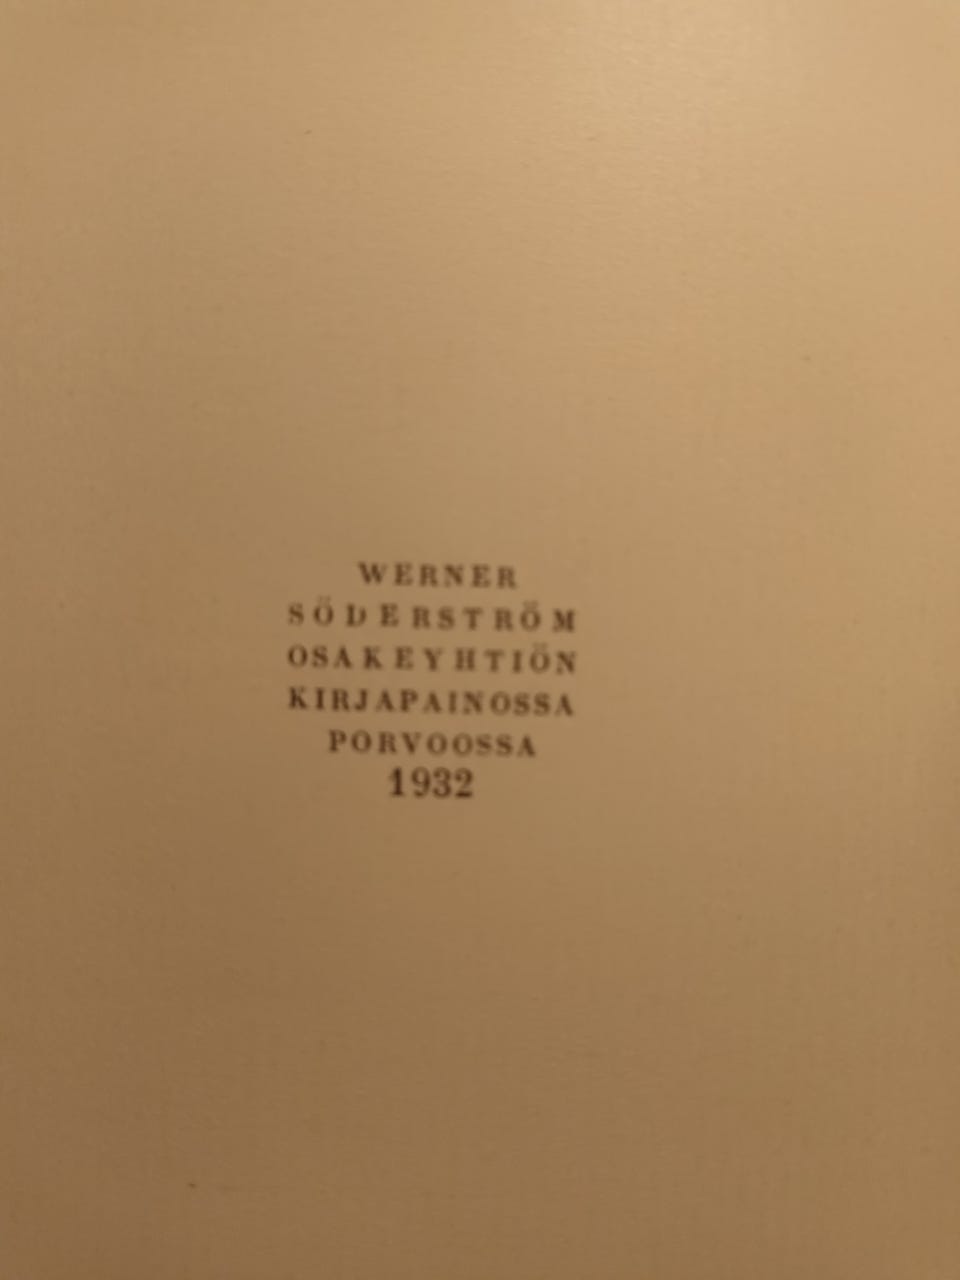 WERNER
SÖDERSTRÖM
OSAKEYHTIÖN
KIRJAPAINOSSA
PORVOOSSA
1932